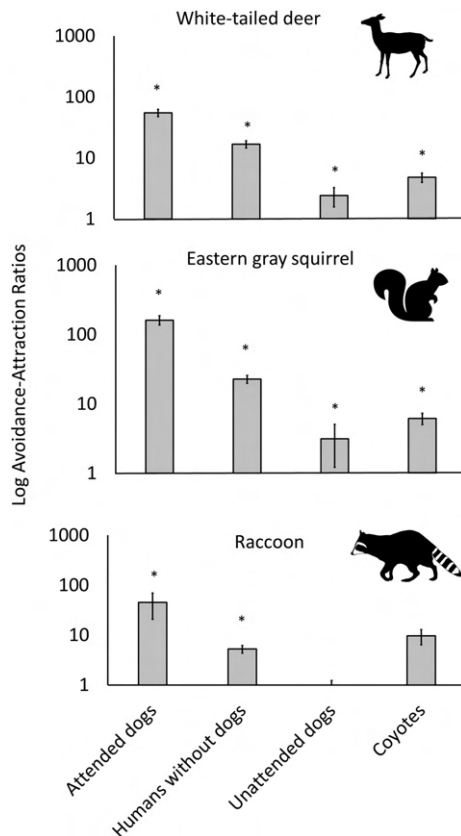 White-tailed deer
1000
*
100
*
10
*
*
1
Log Avoidance-Attraction Ratios
Eastern gray squirrel
1000
*
100
*
10
*
*
1
Raccoon
1000
*
100
*
10
1
Attended dogs
Humans without dogs
Unattended dogs
Coyotes